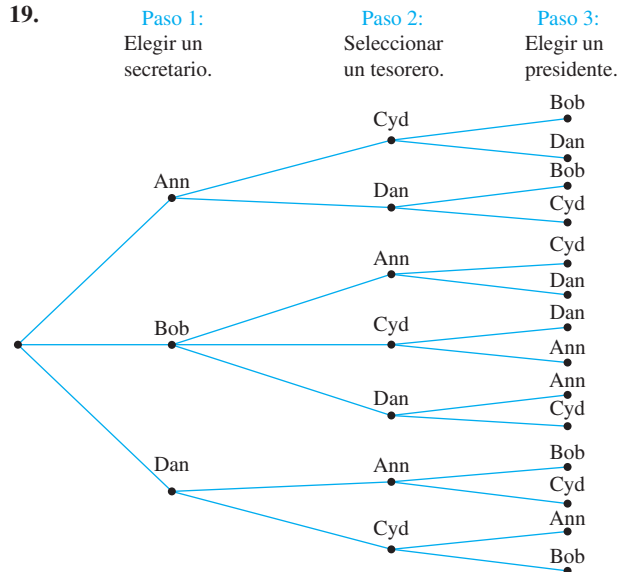 19.
Paso 1:
Elegir un
secretario.
Paso 2:
Seleccionar
un tesorero.
Paso 3:
Elegir un
presidente.
Ann
Cyd
Bob
Dan
Dan
Bob
Cyd
Bob
Ann
Cyd
Dan
Cyd
Dan
Ann
Dan
Ann
Cyd
Dan
Ann
Bob
Cyd
Cyd
Ann
Bob